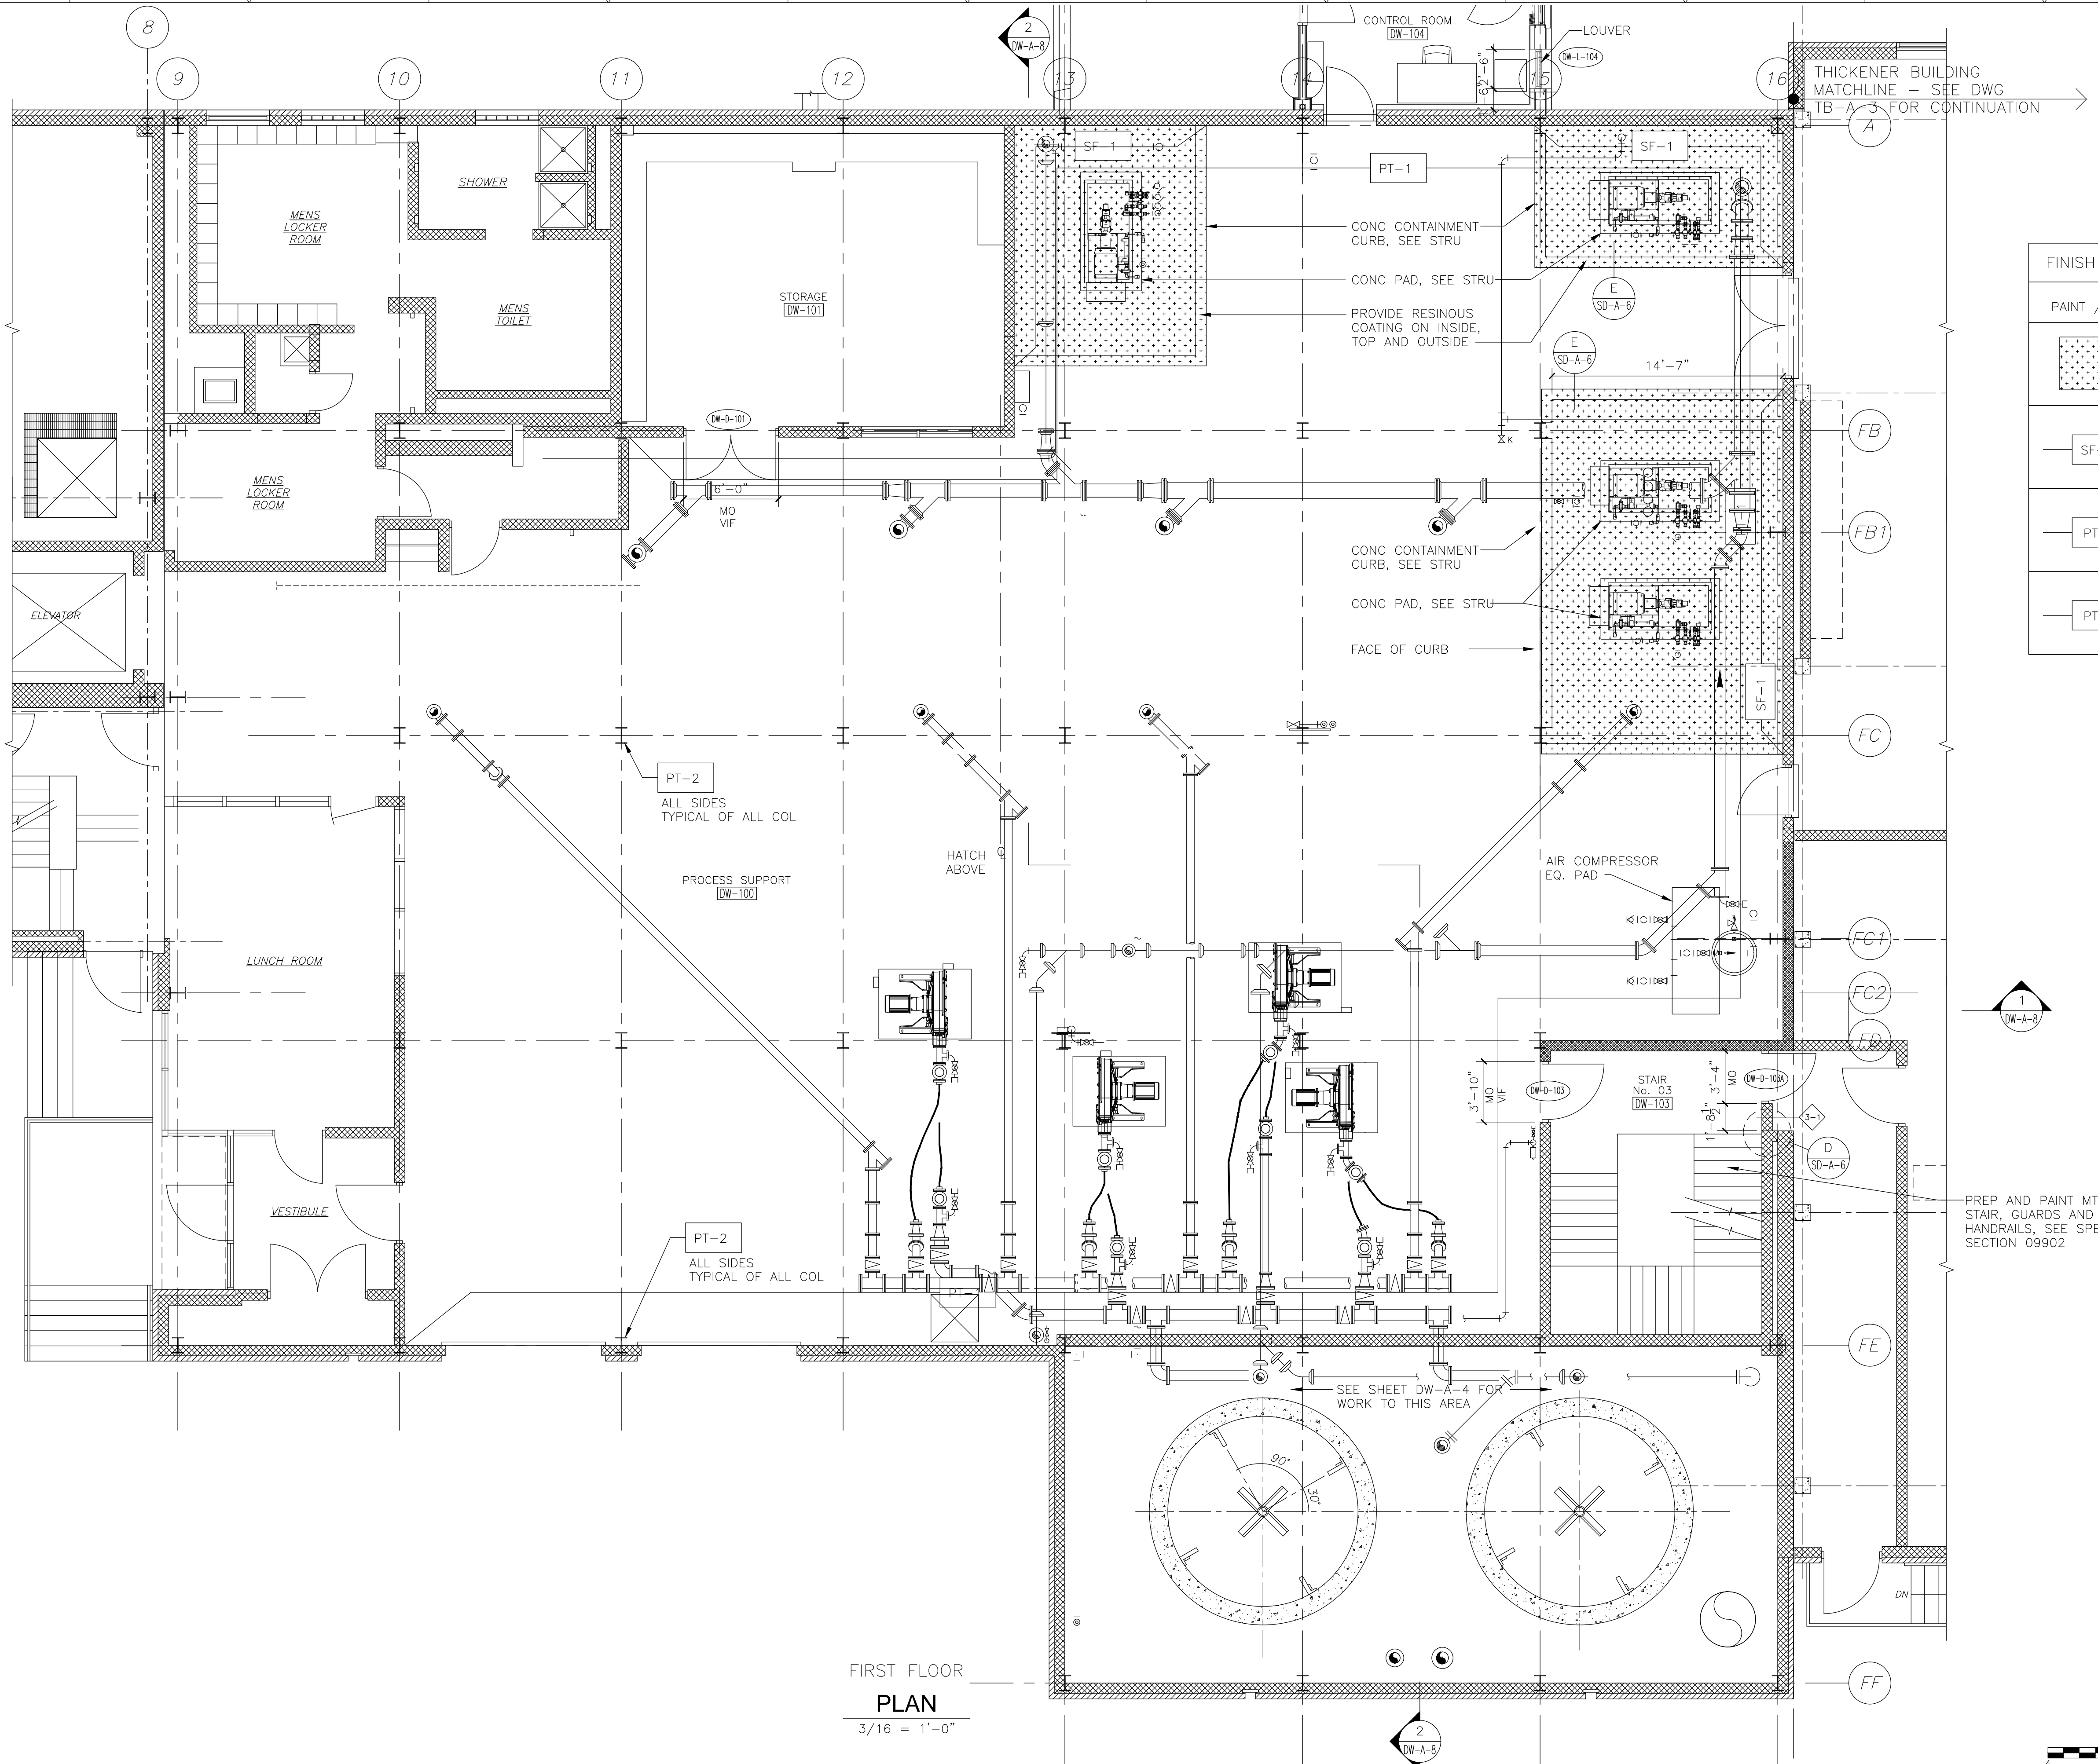 8
9
10
11
12
13
14
15
16
2
DW-A-8
CONTROL ROOM
DW-104
LOUVER
DW-L-104
2'-6"
1'-6"
THICKENER BUILDING
MATCHLINE – SEE DWG
TB-A-3 FOR CONTINUATION
A
SHOWER
MENS
LOCKER
ROOM
MENS
TOILET
STORAGE
DW-101
SF-1
PT-1
SF-1
CONC CONTAINMENT
CURB, SEE STRU
CONC PAD, SEE STRU
PROVIDE RESINOUS
COATING ON INSIDE,
TOP AND OUTSIDE
E
SD-A-6
E
SD-A-6
14'-7"
FINISH
PAINT /
SF-
PT
PT
DW-D-101
6'-0"
MO
VIF
K
FB
MENS
LOCKER
ROOM
CONC CONTAINMENT
CURB, SEE STRU
FB1
CONC PAD, SEE STRU
ELEVATOR
FACE OF CURB
SF-1
FC
PT-2
ALL SIDES
TYPICAL OF ALL COL
HATCH
ABOVE
PROCESS SUPPORT
DW-100
AIR COMPRESSOR
EQ. PAD
LUNCH ROOM
FC1
FC2
FD
1
DW-A-8
3'-10"
MO
VIF
DW-D-103
STAIR
No. 03
DW-103
3'-4"
MO
DW-D-103A
1'-8 1/2"
3-1
D
SD-A-6
PREP AND PAINT MT
STAIR, GUARDS AND
HANDRAILS, SEE SPE
SECTION 09902
VESTIBULE
PT-2
ALL SIDES
TYPICAL OF ALL COL
PT-
FE
SEE SHEET DW-A-4 FOR
WORK TO THIS AREA
90°
30°
DN
FIRST FLOOR
PLAN
3/16 = 1'-0"
FF
2
DW-A-8